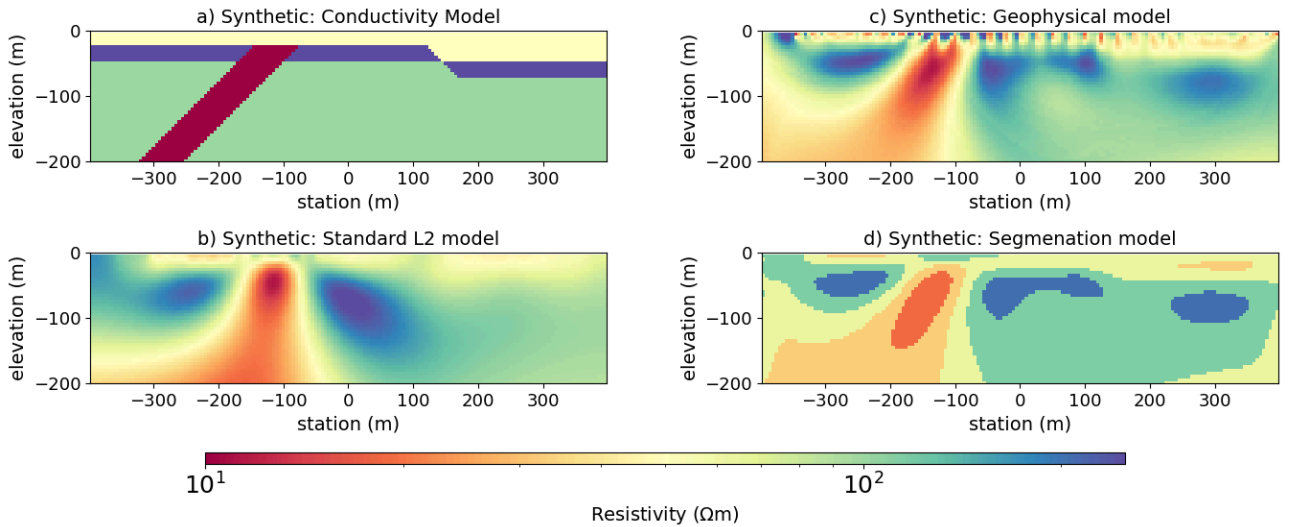 a) Synthetic: Conductivity Model
0
−100
−200
elevation (m)
−300 −200 −100 0 100 200 300
station (m)
c) Synthetic: Geophysical model
0
−100
−200
elevation (m)
−300 −200 −100 0 100 200 300
station (m)
b) Synthetic: Standard L2 model
0
−100
−200
elevation (m)
−300 −200 −100 0 100 200 300
station (m)
d) Synthetic: Segmenation model
0
−100
−200
elevation (m)
−300 −200 −100 0 100 200 300
station (m)
10¹ 10²
Resistivity (Ωm)